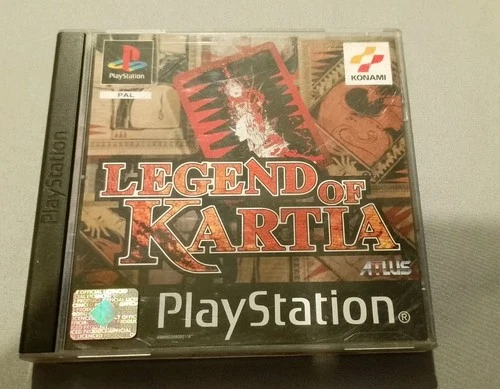 PlayStation
PlayStation
PAL
KONAMI
LEGEND OF
KARTIA
ATLUS
PlayStation®